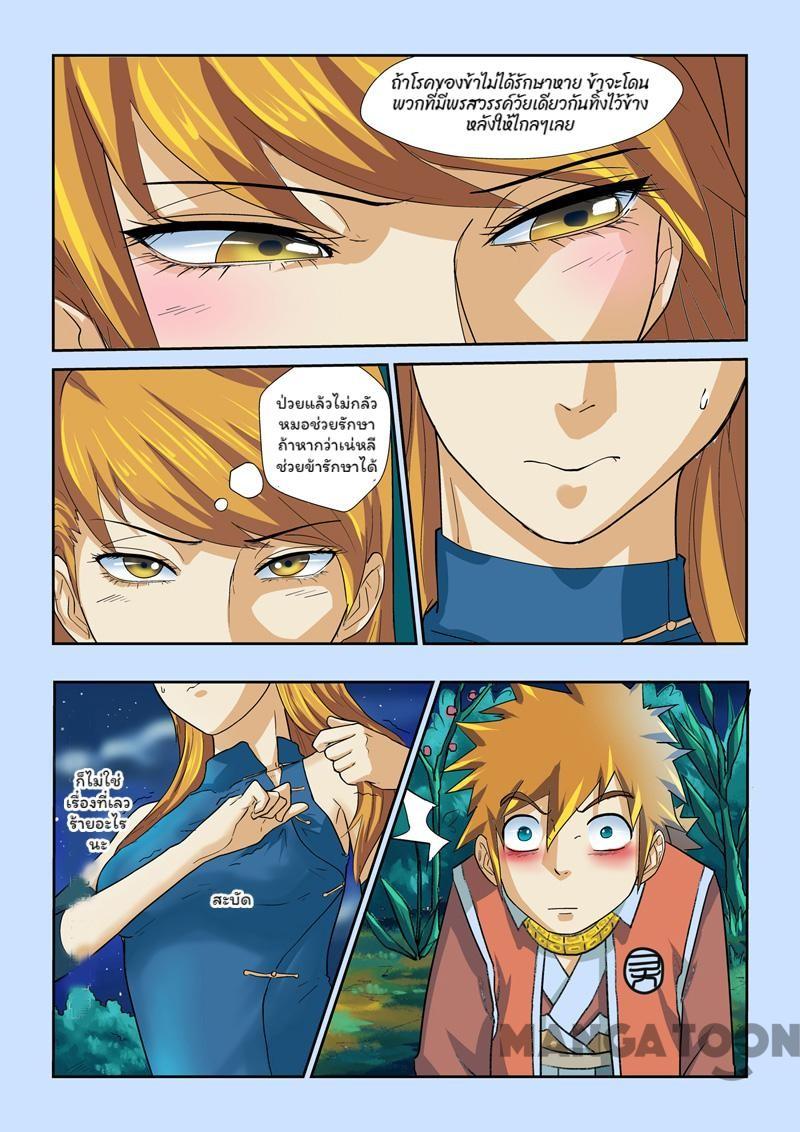 ถ้าโรคของข้าไม่ได้รักษาหาย ข้าจะโดน
พวกที่มีพรสวรรค์วัยเดียวกันทิ้งไว้ข้าง
หลังให้ไกลๆเลย
ป่วยแล้วไม่กลัว
หมอช่วยรักษา
ถ้าหากว่าเน่หลี
ช่วยข้ารักษาได้
ก็ไม่ใช่
เรื่องที่เลว
ร้ายอะไร
นะ
สะบัด
MANGATOON